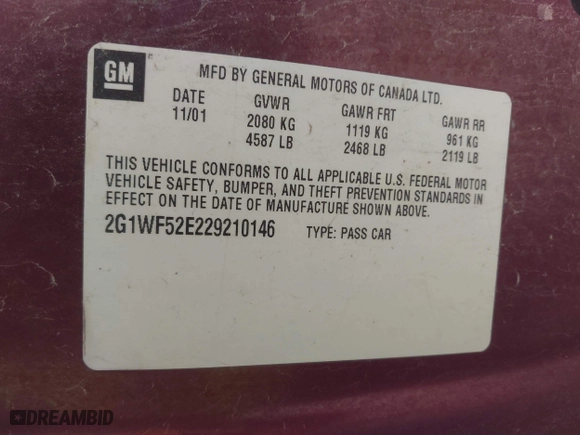 GM
MFD BY GENERAL MOTORS OF CANADA LTD.
DATE GVWR GAWR FRT GAWR RR
11/01 2080 KG 1119 KG 961 KG
4587 LB 2468 LB 2119 LB
THIS VEHICLE CONFORMS TO ALL APPLICABLE U.S. FEDERAL MOTOR
VEHICLE SAFETY, BUMPER, AND THEFT PREVENTION STANDARDS IN
EFFECT ON THE DATE OF MANUFACTURE SHOWN ABOVE.
2G1WF52E229210146 TYPE: PASS CAR
DREAMBID